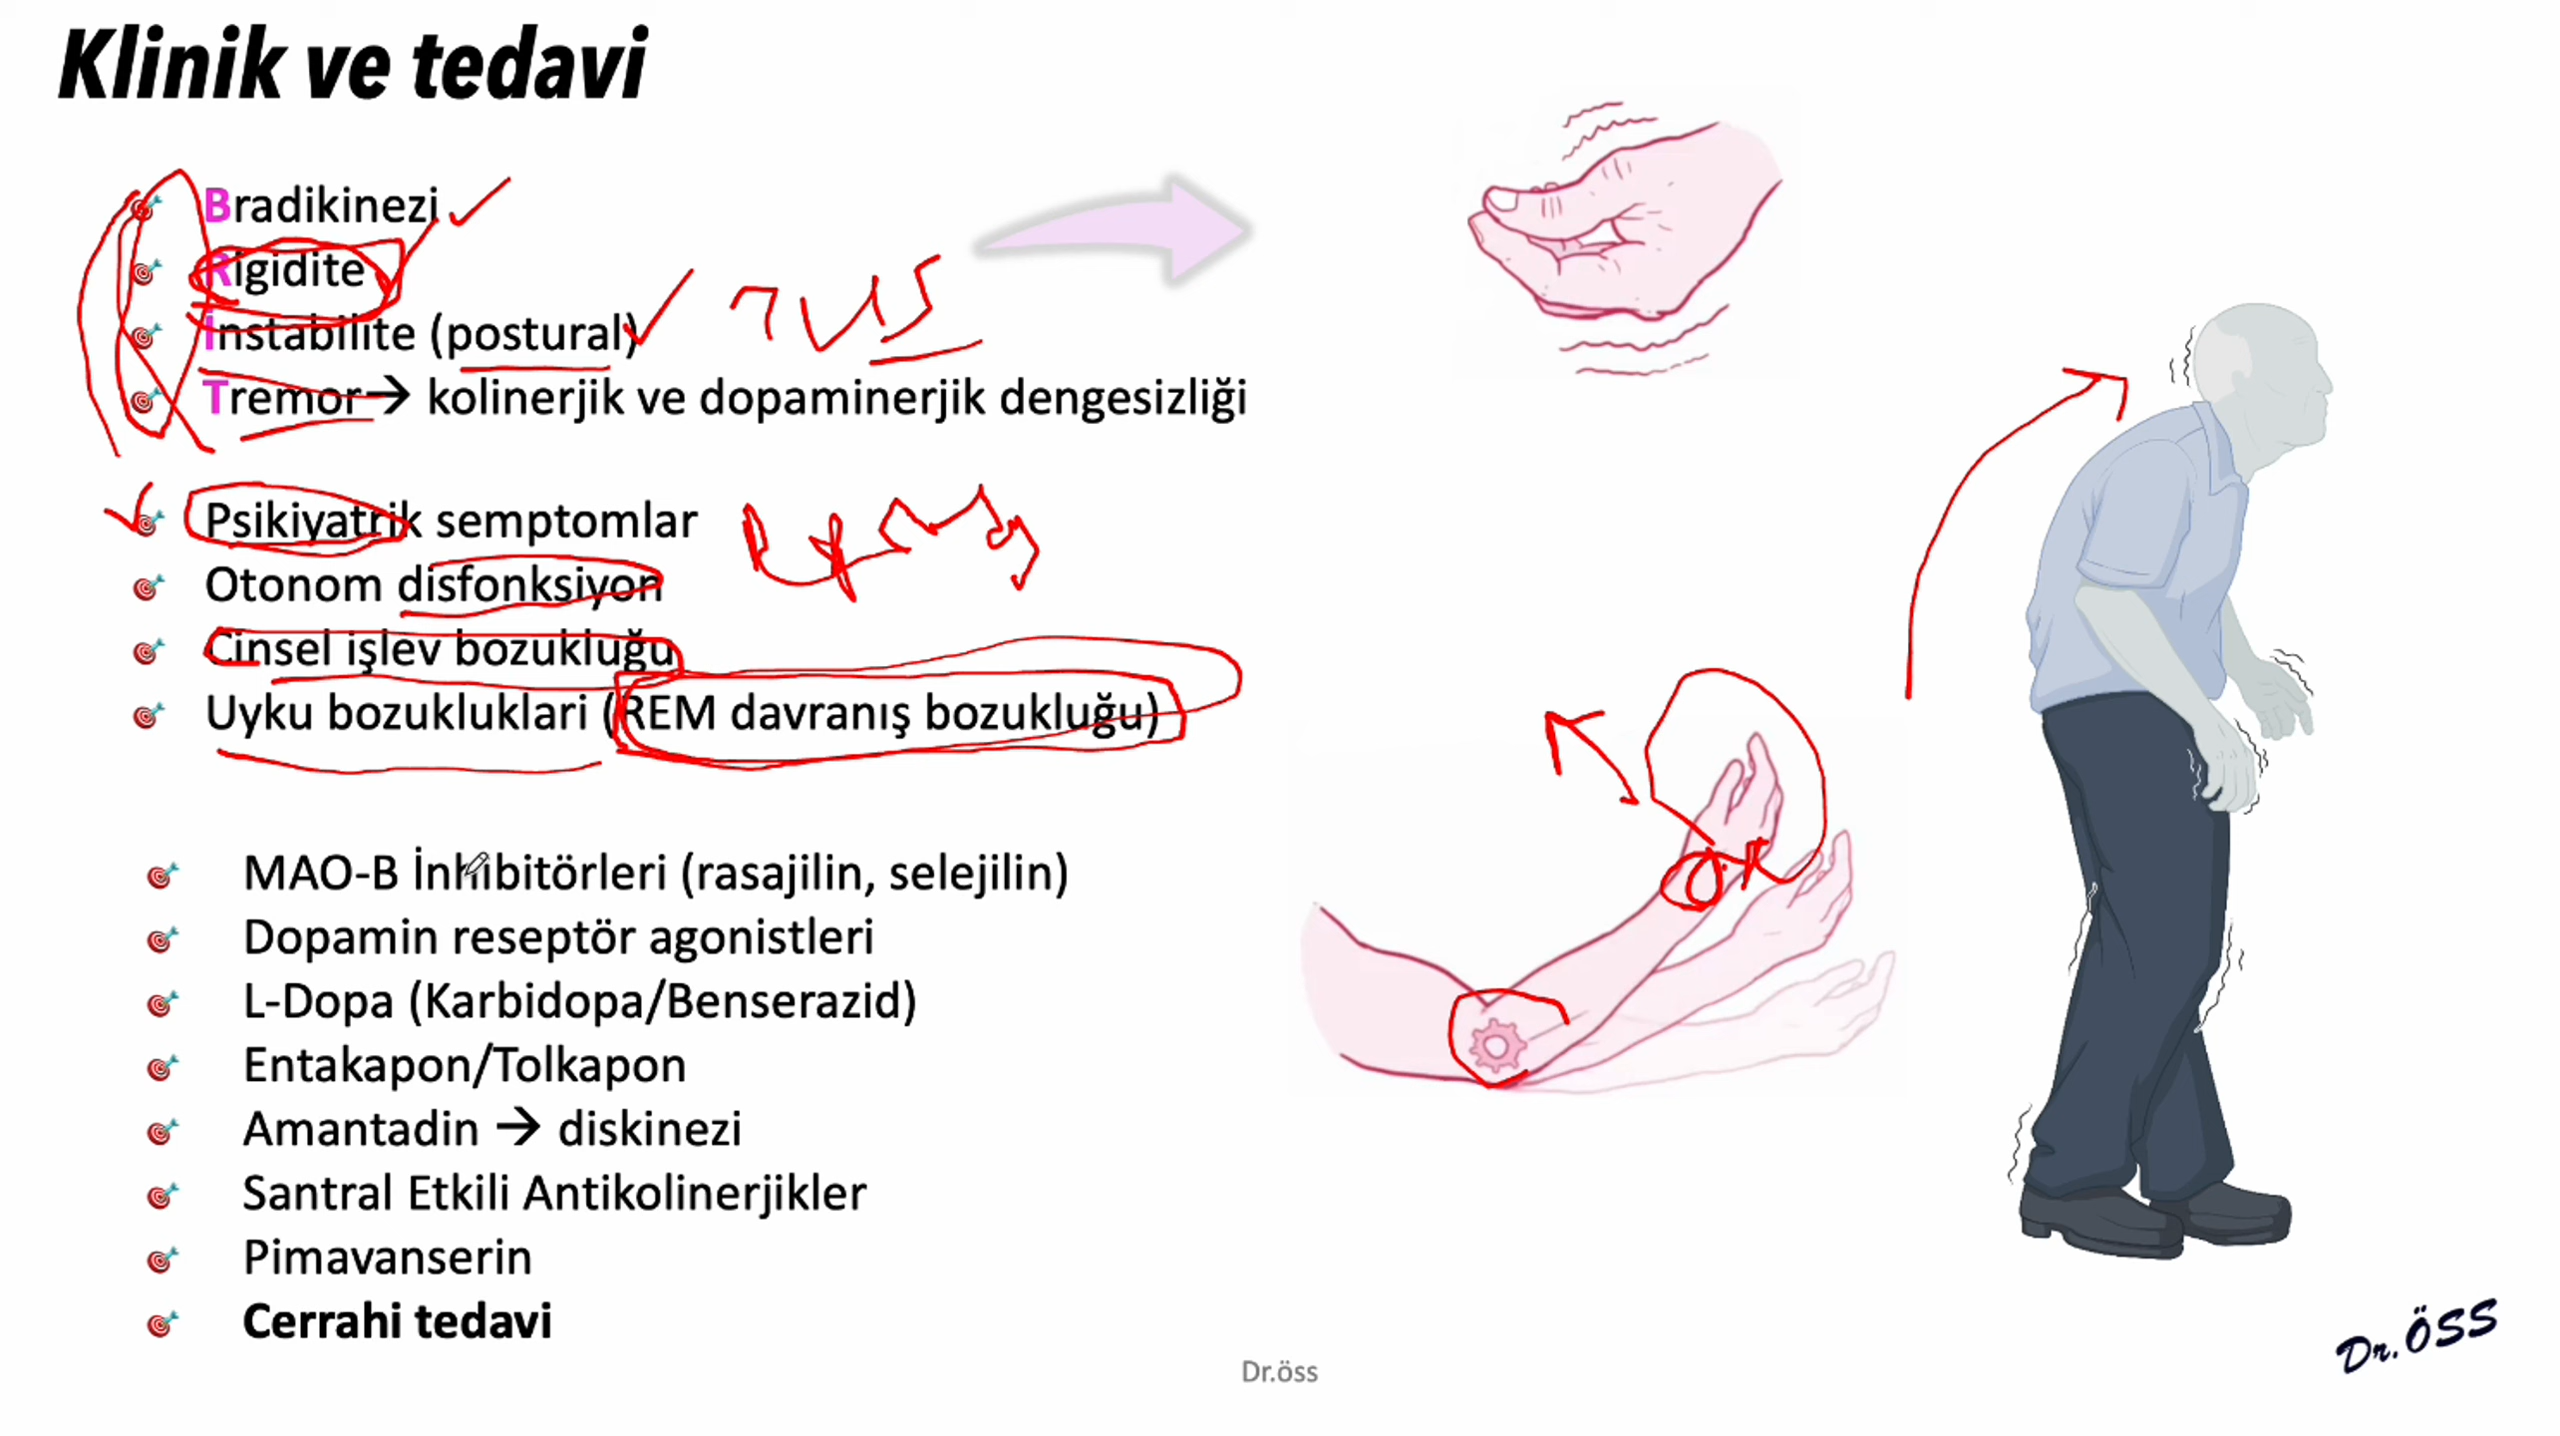 Klinik ve tedavi
Bradikinezi
Rigidite
İnstabilite (postural)
Tremor→ kolinerjik ve dopaminerjik dengesizliği
Psikiyatrik semptomlar
Otonom disfonksiyon
Cinsel işlev bozukluğu
Uyku bozukluklari (REM davranış bozukluğu)
MAO-B İnhibitörleri (rasajilin, selejilin)
Dopamin reseptör agonistleri
L-Dopa (Karbidopa/Benserazid)
Entakapon/Tolkapon
Amantadin → diskinezi
Santral Etkili Antikolinerjikler
Pimavanserin
Cerrahi tedavi
Dr.öss
Dr.ÖSS